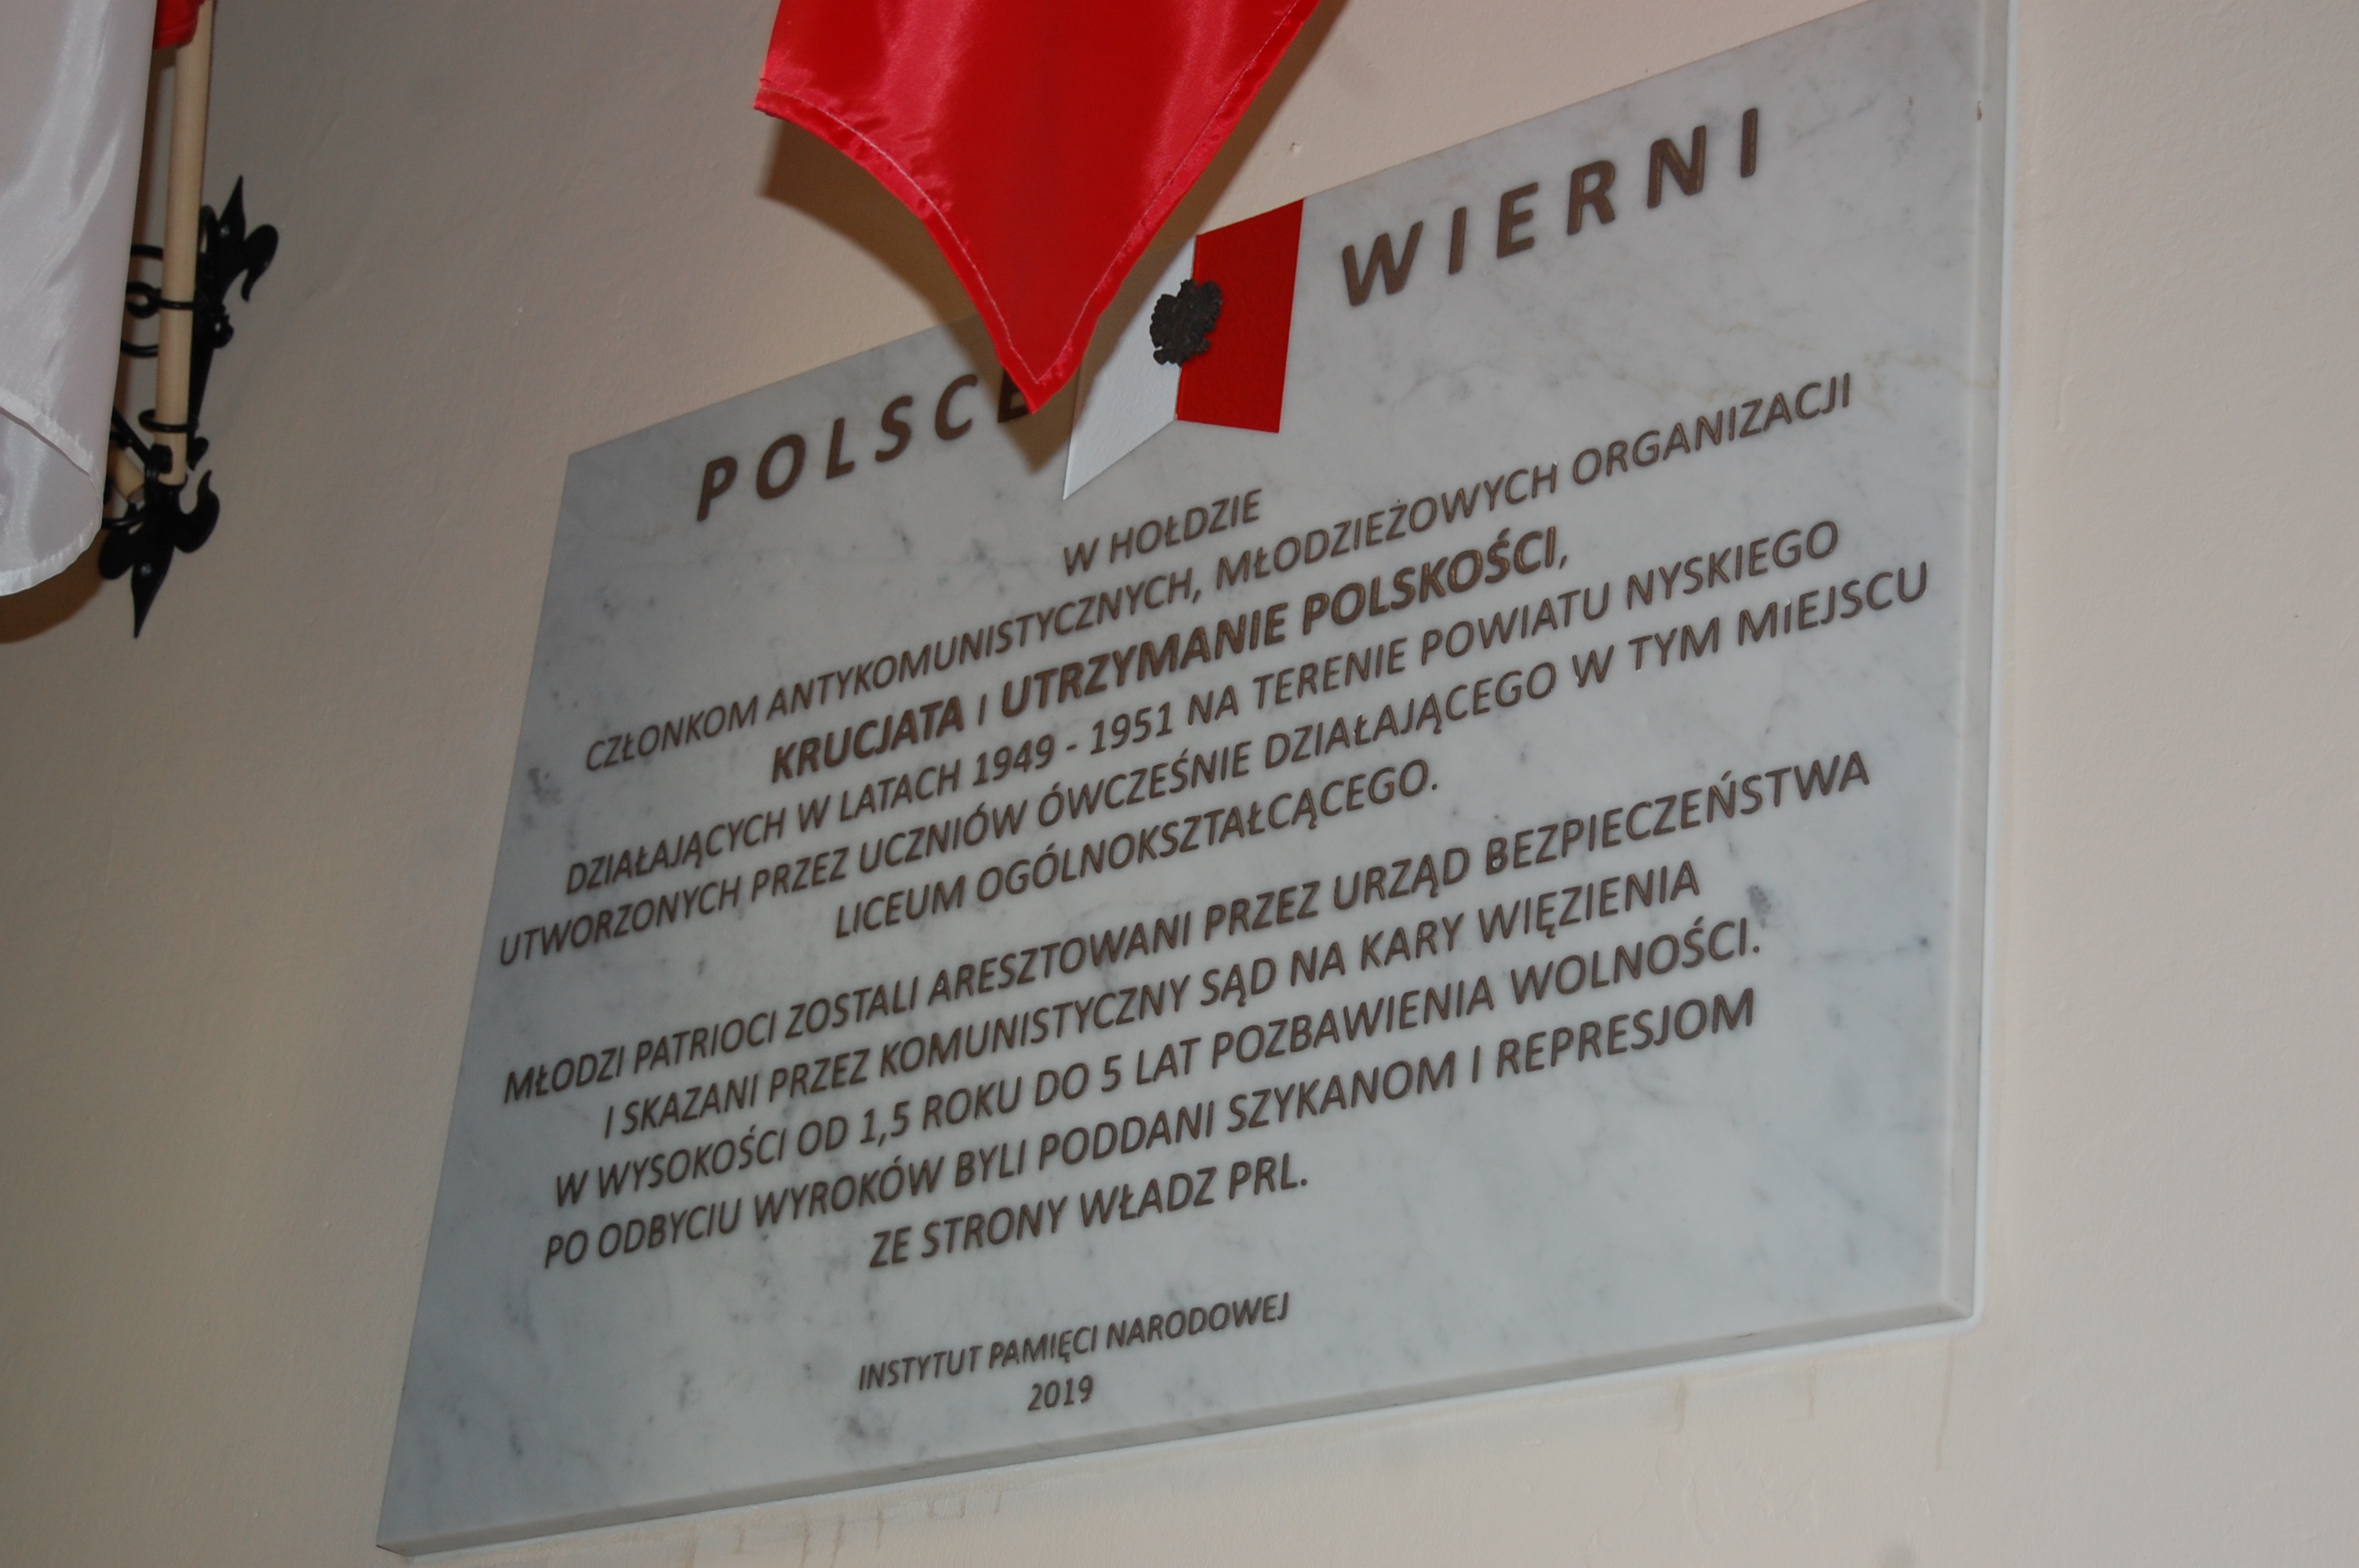 POLSCE WIERNI
W HOŁDZIE
CZŁONKOM ANTYKOMUNISTYCZNYCH, MŁODZIEŻOWYCH ORGANIZACJI
KRUCJATA I UTRZYMANIE POLSKOŚCI,
DZIAŁAJĄCYCH W LATACH 1949 - 1951 NA TERENIE POWIATU NYSKIEGO
UTWORZONYCH PRZEZ UCZNIÓW ÓWCZEŚNIE DZIAŁAJĄCEGO W TYM MIEJSCU
LICEUM OGÓLNOKSZTAŁCĄCEGO.
MŁODZI PATRIOCI ZOSTALI ARESZTOWANI PRZEZ URZĄD BEZPIECZEŃSTWA
I SKAZANI PRZEZ KOMUNISTYCZNY SĄD NA KARY WIĘZIENIA
W WYSOKOŚCI OD 1,5 ROKU DO 5 LAT POZBAWIENIA WOLNOŚCI.
PO ODBYCIU WYROKÓW BYLI PODDANI SZYKANOM I REPRESJOM
ZE STRONY WŁADZ PRL.
INSTYTUT PAMIĘCI NARODOWEJ
2019